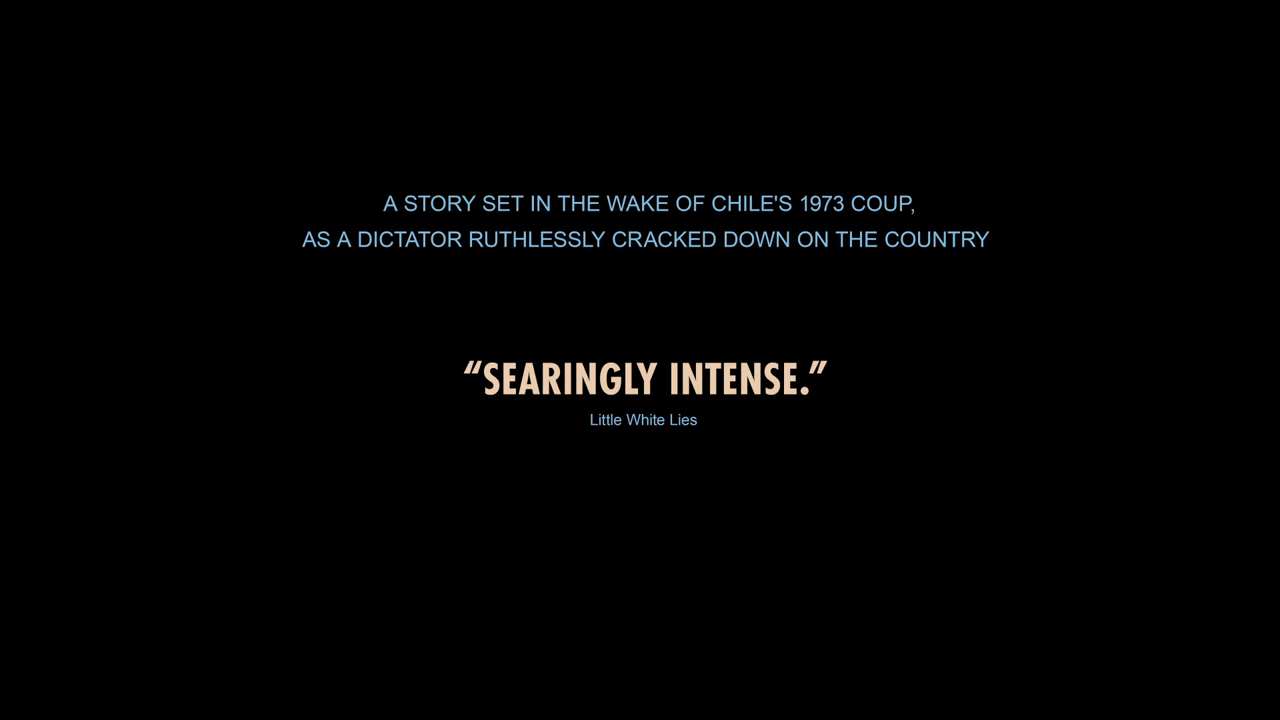 A STORY SET IN THE WAKE OF CHILE'S 1973 COUP,
AS A DICTATOR RUTHLESSLY CRACKED DOWN ON THE COUNTRY
“SEARINGLY INTENSE.”
Little White Lies